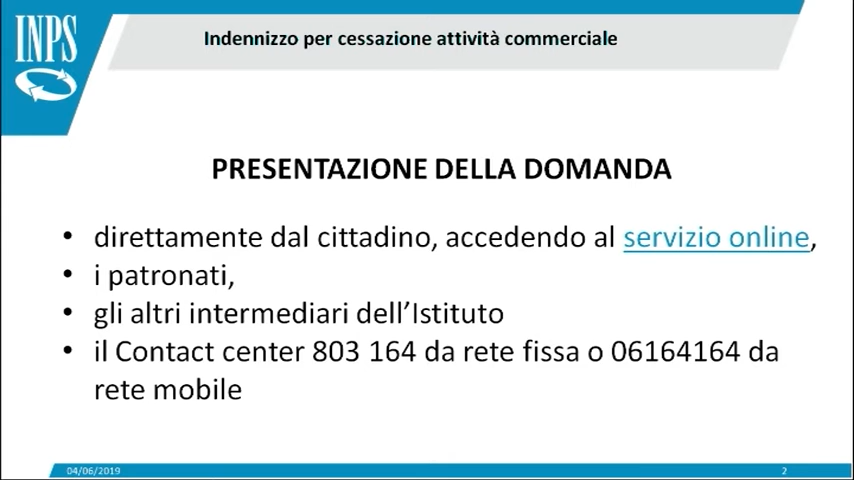 INPS
Indennizzo per cessazione attività commerciale
PRESENTAZIONE DELLA DOMANDA
• direttamente dal cittadino, accedendo al servizio online,
• i patronati,
• gli altri intermediari dell’Istituto
• il Contact center 803 164 da rete fissa o 06164164 da
rete mobile
04/06/2019
2